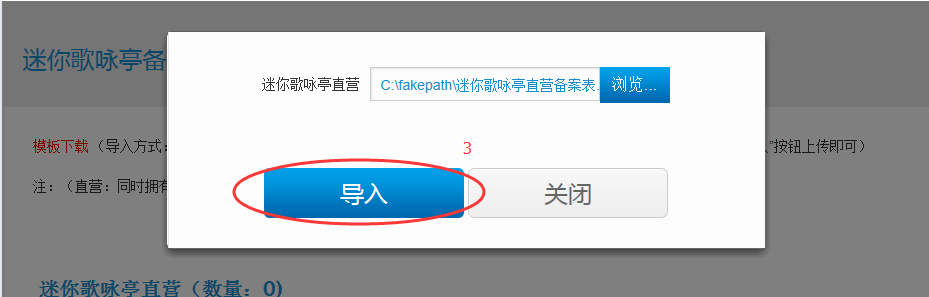 迷你歌咏亭备
迷你歌咏亭直营 C:\fakepath\迷你歌咏亭直营备案表. 浏览...
模板下载（导入方式： "按钮上传即可）
3
注：（直营：同时拥有
导入 关闭
迷你歌咏亭直营（数量：0)